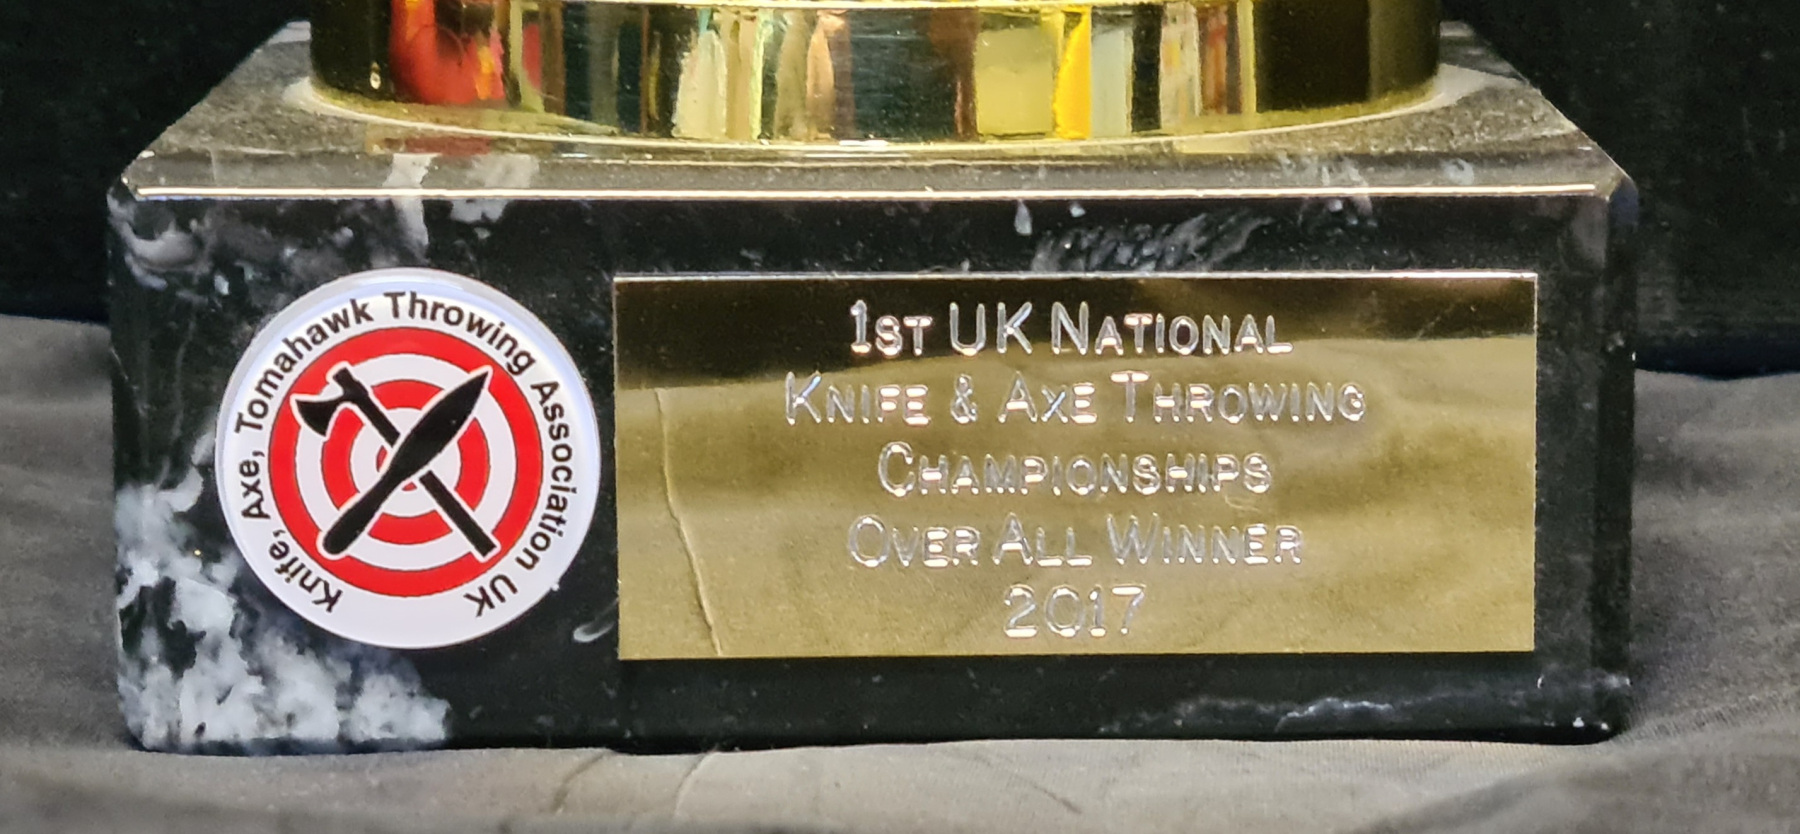 Knife, Axe, Tomahawk Throwing Association UK
1ST UK NATIONAL
KNIFE & AXE THROWING
CHAMPIONSHIPS
OVER ALL WINNER
2017